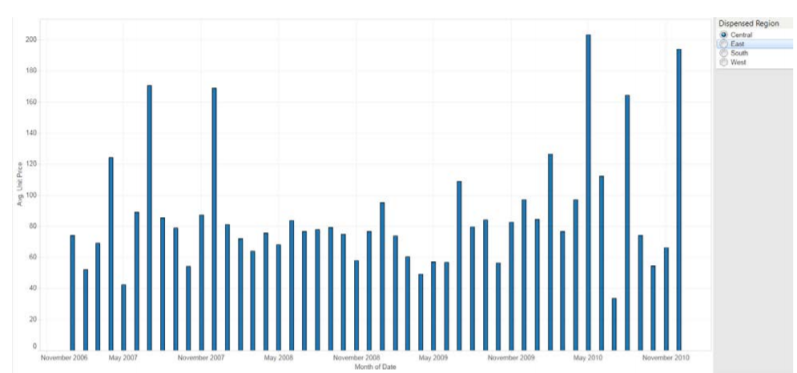 Dispensed Region
Central
East
South
West
200
180
160
140
120
100
80
60
40
20
0
Avg. Unit Price
November 2006
May 2007
November 2007
May 2008
November 2008
May 2009
November 2009
May 2010
November 2010
Month of Date